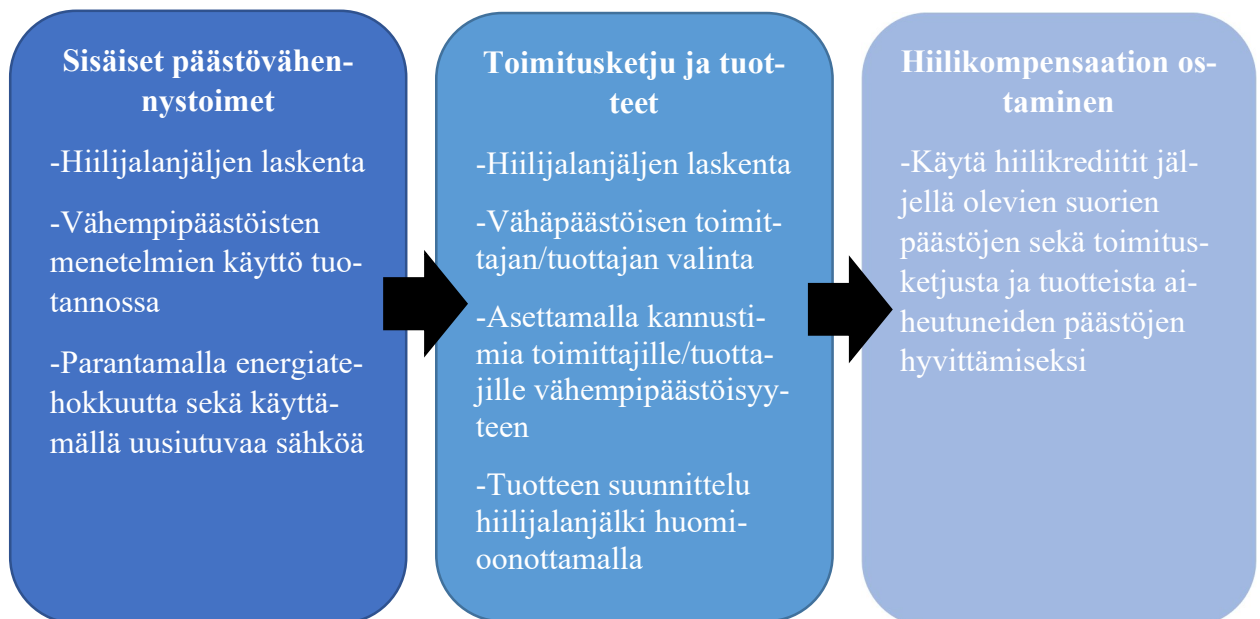 Sisäiset päästövähen-
nystoimet
-Hiilijalanjäljen laskenta
-Vähempipäästöisten
menetelmien käyttö tuo-
tannossa
-Parantamalla energiate-
hokkuutta sekä käyttä-
mällä uusiutuvaa sähköä
Toimitusketju ja tuot-
teet
-Hiilijalanjäljen laskenta
-Vähäpäästöisen toimit-
tajan/tuottajan valinta
-Asettamalla kannusti-
mia toimittajille/tuotta-
jille vähempipäästöisyy-
teen
-Tuotteen suunnittelu
hiilijalanjälki huomi-
oonottamalla
Hiilikompensaation os-
taminen
-Käytä hiilikrediitit jäl-
jellä olevien suorien
päästöjen sekä toimitus-
ketjusta ja tuotteista ai-
heutuneiden päästöjen
hyvittämiseksi